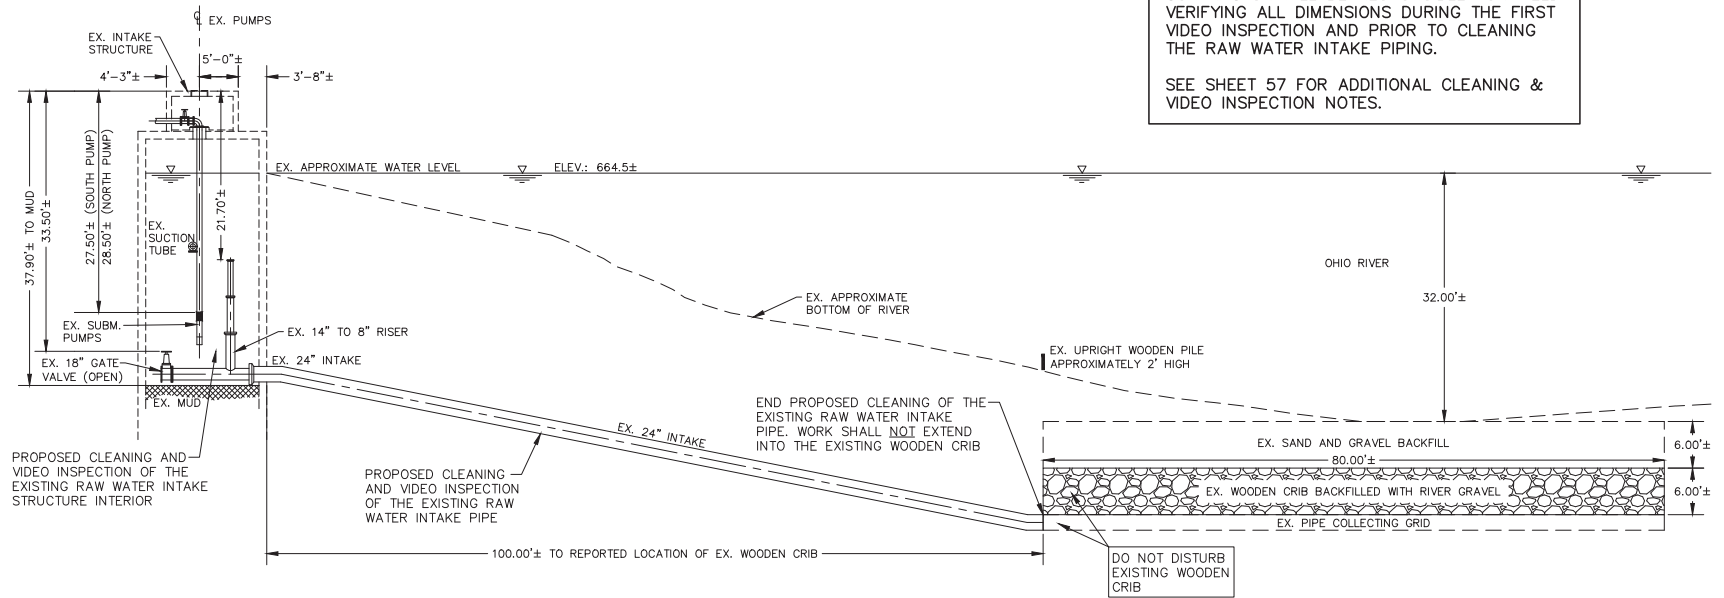 ℄ EX. PUMPS
EX. INTAKE
STRUCTURE
4'-3"±
5'-0"±
3'-8"±
VERIFYING ALL DIMENSIONS DURING THE FIRST
VIDEO INSPECTION AND PRIOR TO CLEANING
THE RAW WATER INTAKE PIPING.
SEE SHEET 57 FOR ADDITIONAL CLEANING &
VIDEO INSPECTION NOTES.
37.90'± TO MUD
33.50'±
27.50'± (SOUTH PUMP)
28.50'± (NORTH PUMP)
21.70'±
EX. APPROXIMATE WATER LEVEL
ELEV.: 664.5±
EX.
SUCTION
TUBE
OHIO RIVER
32.00'±
EX. APPROXIMATE
BOTTOM OF RIVER
EX. SUBM.
PUMPS
EX. 14" TO 8" RISER
EX. 18" GATE
VALVE (OPEN)
EX. 24" INTAKE
EX. UPRIGHT WOODEN PILE
APPROXIMATELY 2' HIGH
EX. MUD
END PROPOSED CLEANING OF THE
EXISTING RAW WATER INTAKE
PIPE. WORK SHALL NOT EXTEND
INTO THE EXISTING WOODEN CRIB
EX. 24" INTAKE
EX. SAND AND GRAVEL BACKFILL
6.00'±
80.00'±
PROPOSED CLEANING AND
VIDEO INSPECTION OF THE
EXISTING RAW WATER INTAKE
STRUCTURE INTERIOR
PROPOSED CLEANING
AND VIDEO INSPECTION
OF THE EXISTING RAW
WATER INTAKE PIPE
EX. WOODEN CRIB BACKFILLED WITH RIVER GRAVEL
6.00'±
EX. PIPE COLLECTING GRID
100.00'± TO REPORTED LOCATION OF EX. WOODEN CRIB
DO NOT DISTURB
EXISTING WOODEN
CRIB